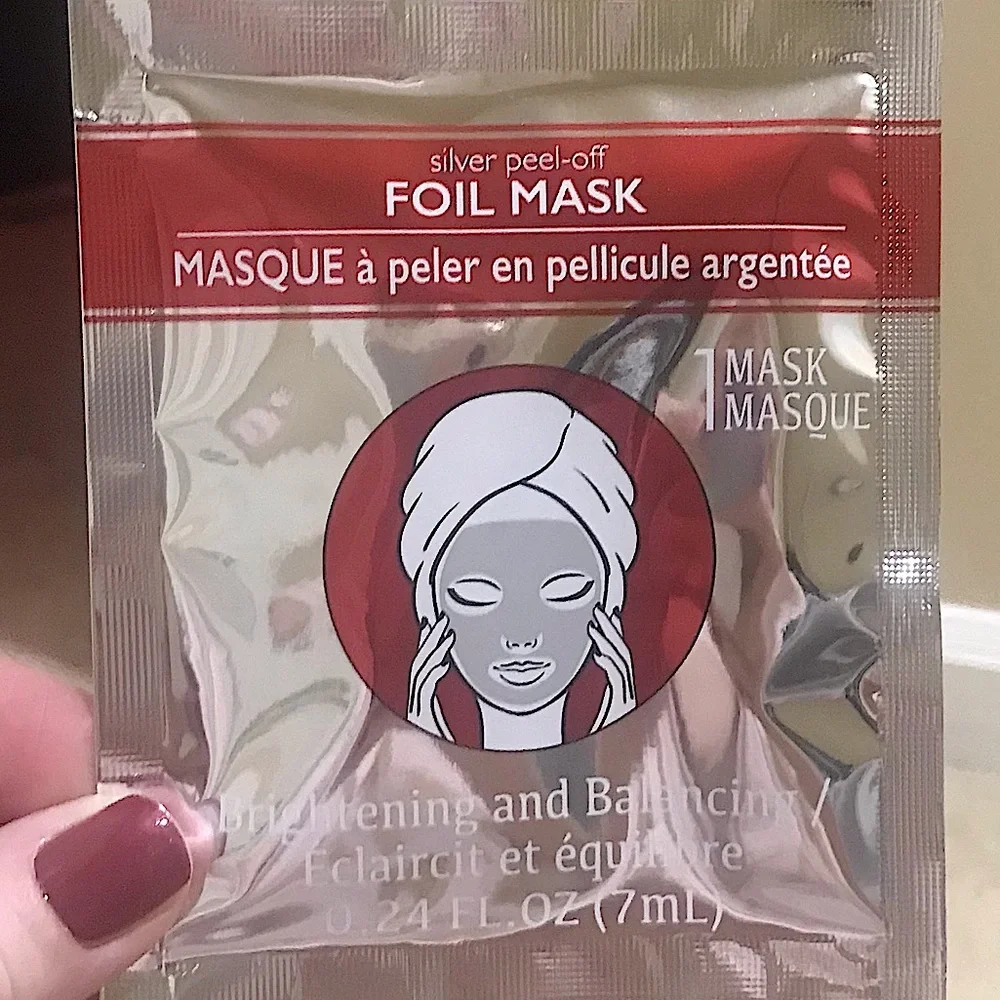 silver peel-off
FOIL MASK
MASQUE à peler en pellicule argentée
1 MASK
MASQUE
Brightening and Balancing /
Éclaircit et équilibre
0.24 FL.OZ (7mL)